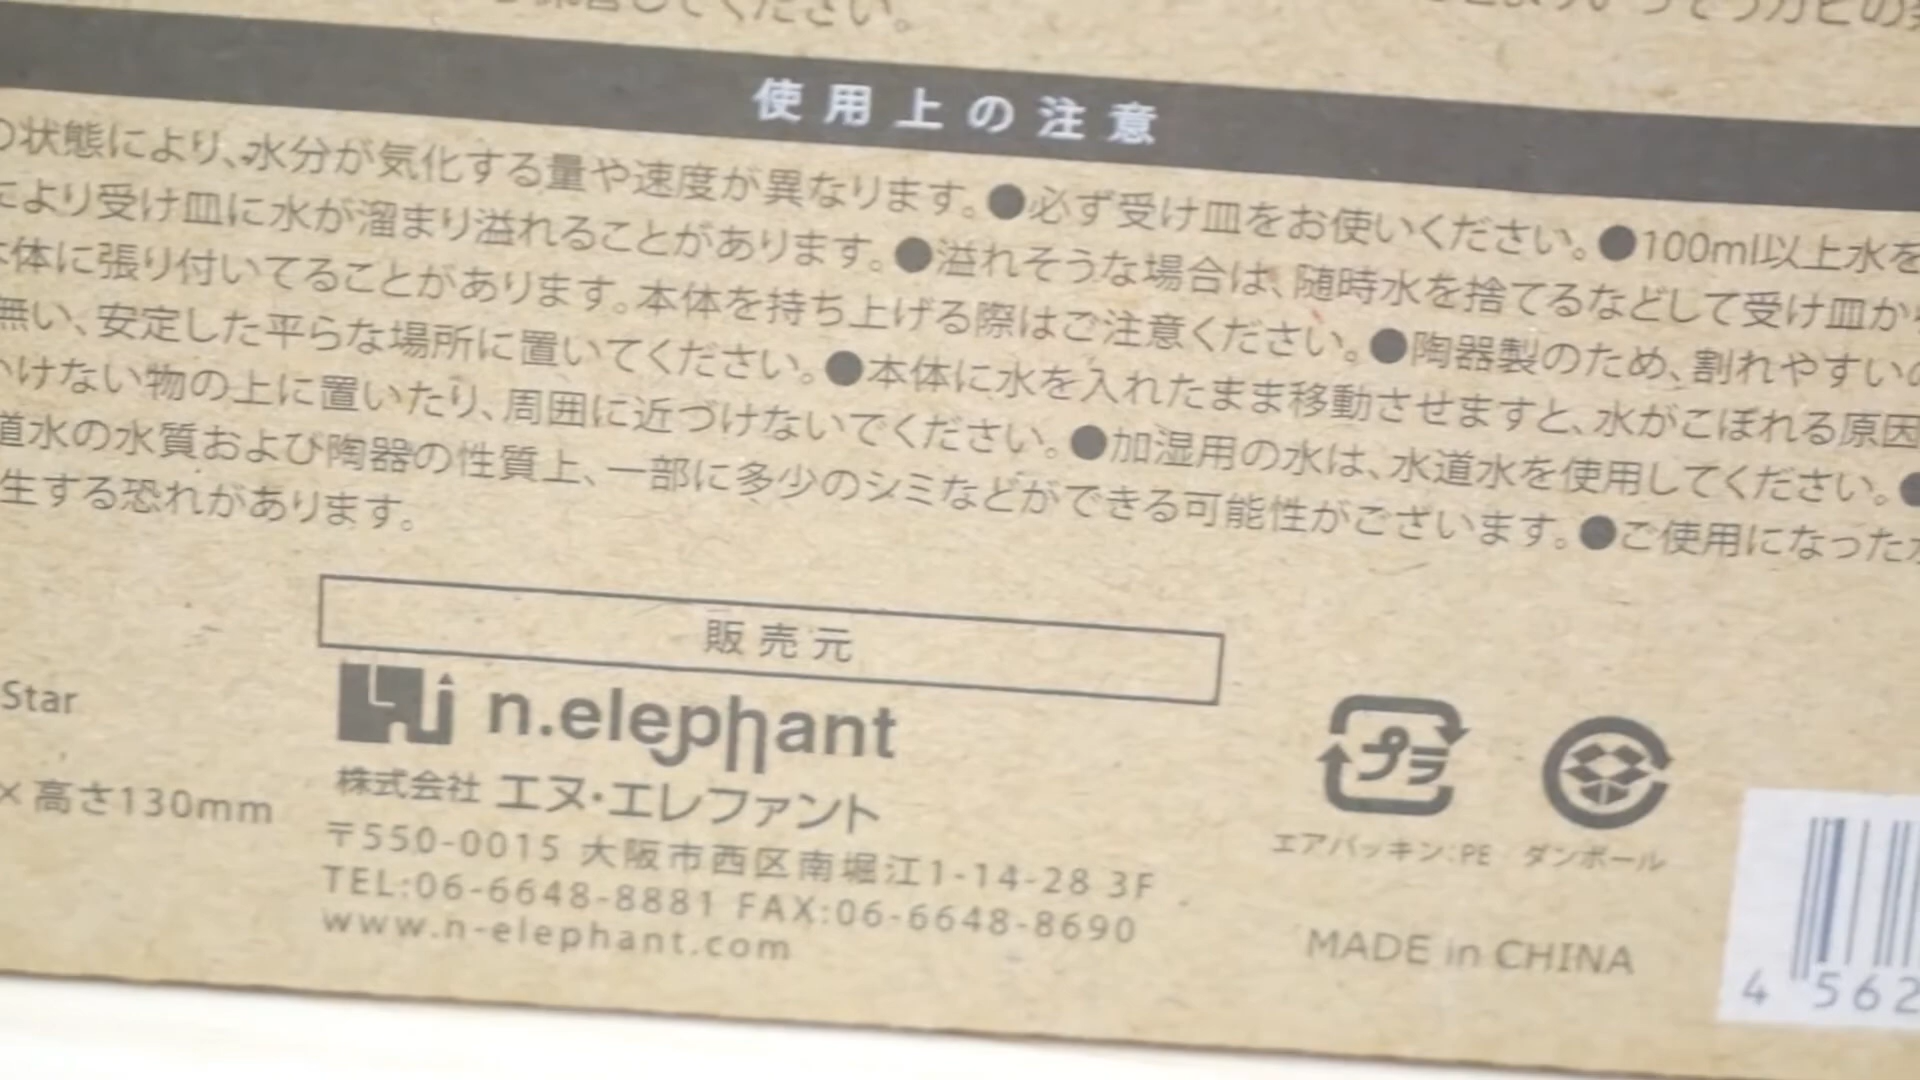 ください。
使用上の注意
の状態により、水分が気化する量や速度が異なります。●必ず受け皿をお使いください。●100ml以上水を
により受け皿に水が溜まり溢れることがあります。●溢れそうな場合は、随時水を捨てるなどして受け皿か
体に張り付いてることがあります。本体を持ち上げる際はご注意ください。●陶器製のため、割れやすいの
無い、安定した平らな場所に置いてください。●本体に水を入れたまま移動させますと、水がこぼれる原因
いけない物の上に置いたり、周囲に近づけないでください。●加湿用の水は、水道水を使用してください。●
道水の水質および陶器の性質上、一部に多少のシミなどができる可能性がございます。●ご使用になった
生する恐れがあります。
販売元
Star
n.elephant
× 高さ130mm
株式会社 エヌ・エレファント
〒550-0015 大阪市西区南堀江1-14-28 3F
TEL:06-6648-8881 FAX:06-6648-8690
www.n-elephant.com
プラ
エアパッキン:PE ダンボール
MADE in CHINA
4 562